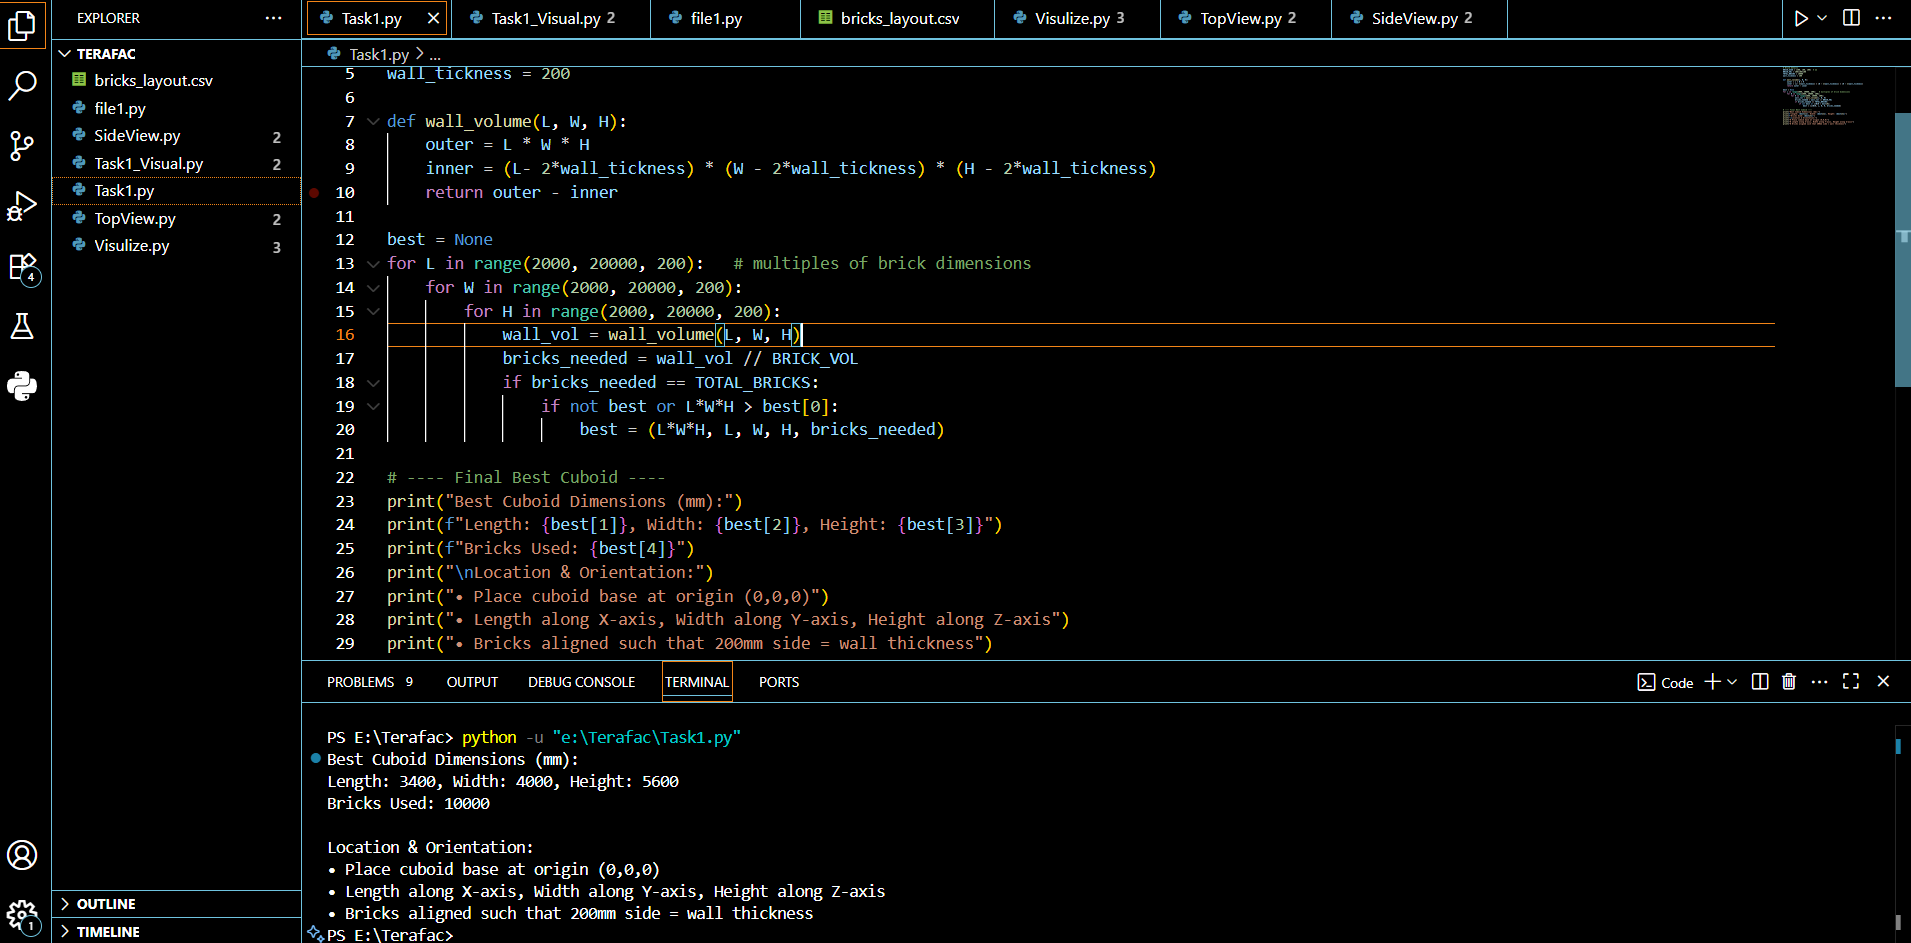 EXPLORER
TERAFAC
bricks_layout.csv
file1.py
SideView.py 2
Task1_Visual.py 2
Task1.py
TopView.py 2
Visulize.py 3
4
1
OUTLINE
TIMELINE
Task1.py
Task1_Visual.py 2
file1.py
bricks_layout.csv
Visulize.py 3
TopView.py 2
SideView.py 2
Task1.py > ...
5 wall_tickness = 200
6
7 def wall_volume(L, W, H):
8 outer = L * W * H
9 inner = (L- 2*wall_tickness) * (W - 2*wall_tickness) * (H - 2*wall_tickness)
10 return outer - inner
11
12 best = None
13 for L in range(2000, 20000, 200): # multiples of brick dimensions
14 for W in range(2000, 20000, 200):
15 for H in range(2000, 20000, 200):
16 wall_vol = wall_volume(L, W, H)
17 bricks_needed = wall_vol // BRICK_VOL
18 if bricks_needed == TOTAL_BRICKS:
19 if not best or L*W*H > best[0]:
20 best = (L*W*H, L, W, H, bricks_needed)
21
22 # ---- Final Best Cuboid ----
23 print("Best Cuboid Dimensions (mm):")
24 print(f"Length: {best[1]}, Width: {best[2]}, Height: {best[3]}")
25 print(f"Bricks Used: {best[4]}")
26 print("\nLocation & Orientation:")
27 print("• Place cuboid base at origin (0,0,0)")
28 print("• Length along X-axis, Width along Y-axis, Height along Z-axis")
29 print("• Bricks aligned such that 200mm side = wall thickness")
PROBLEMS 9 OUTPUT DEBUG CONSOLE TERMINAL PORTS
Code
PS E:\Terafac> python -u "e:\Terafac\Task1.py"
Best Cuboid Dimensions (mm):
Length: 3400, Width: 4000, Height: 5600
Bricks Used: 10000
Location & Orientation:
• Place cuboid base at origin (0,0,0)
• Length along X-axis, Width along Y-axis, Height along Z-axis
• Bricks aligned such that 200mm side = wall thickness
PS E:\Terafac>